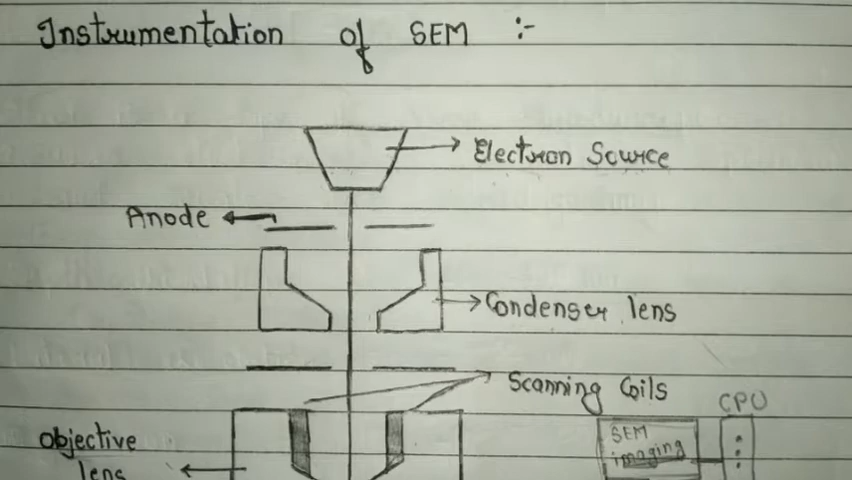 Instrumentation of SEM :-
Electron Source
Anode
Condenser lens
Scanning Coils
CPU
SEM
imaging
Objective
lens